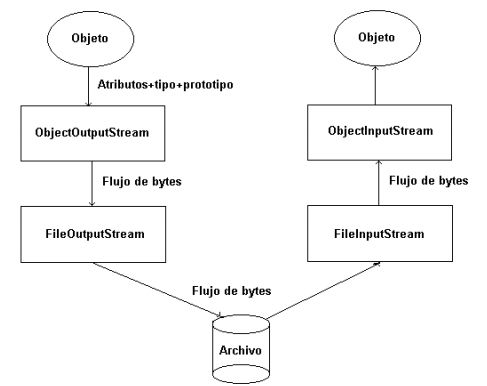 Objeto
Objeto
Atributos+tipo+prototipo
ObjectOutputStream
ObjectInputStream
Flujo de bytes
Flujo de bytes
FileOutputStream
FileInputStream
Flujo de bytes
Archivo